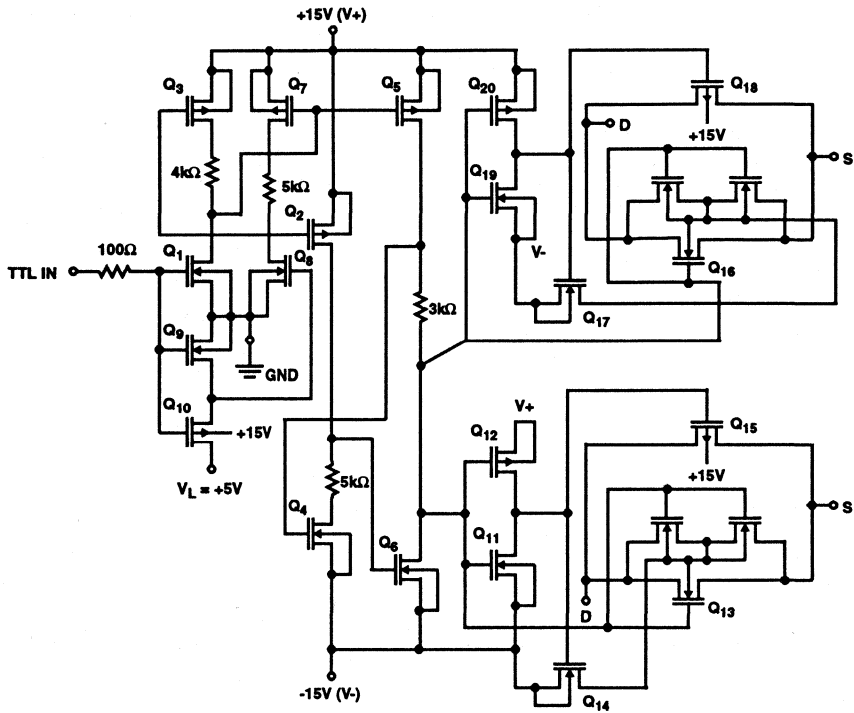 +15V (V+)
Q3
Q7
Q5
Q20
Q18
+15V
D
S
4kΩ
5kΩ
Q2
Q19
V-
Q16
100Ω
TTL IN
Q1
Q8
3kΩ
Q17
Q9
GND
Q10
+15V
VL = +5V
V+
Q12
Q15
+15V
5kΩ
Q4
Q6
Q11
S
D
Q13
-15V (V-)
Q14